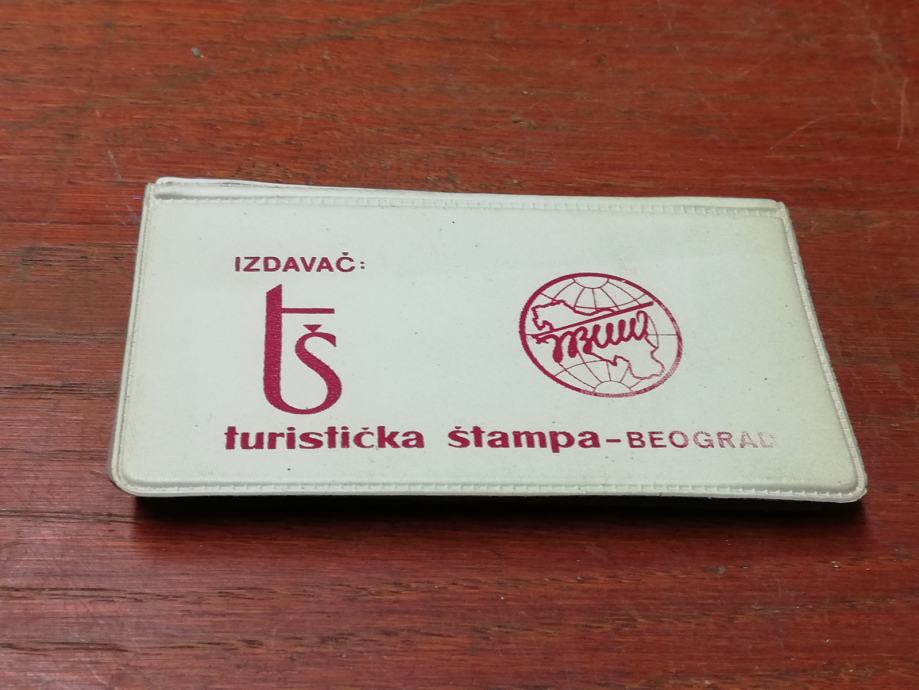 IZDAVAČ:
tš
turistička štampa-BEOGRAD